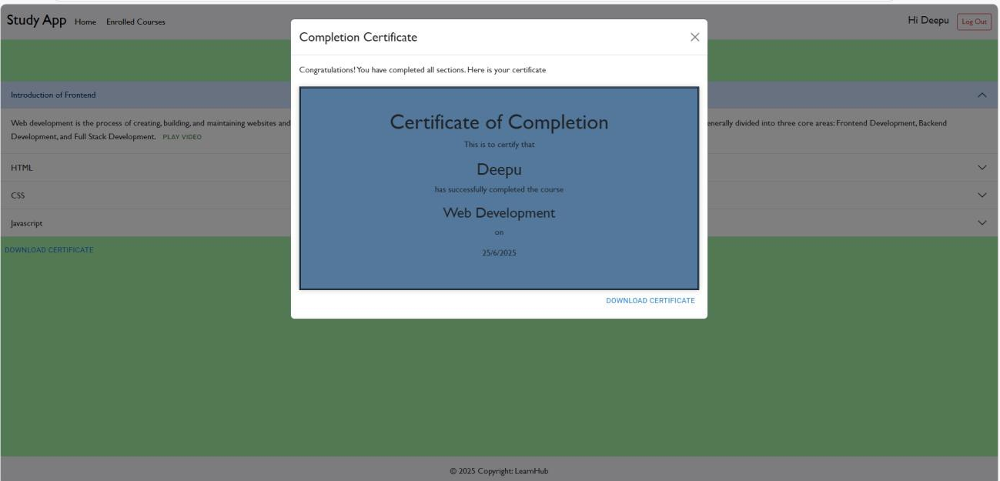 Study App Home Enrolled Courses Hi Deepu Log Out
Completion Certificate
Congratulations! You have completed all sections. Here is your certificate
Certificate of Completion
This is to certify that
Deepu
has successfully completed the course
Web Development
on
25/6/2025
DOWNLOAD CERTIFICATE
Introduction of Frontend
Web development is the process of creating, building, and maintaining websites and
enerally divided into three core areas: Frontend Development, Backend
Development, and Full Stack Development. PLAY VIDEO
HTML
CSS
Javascript
DOWNLOAD CERTIFICATE
© 2025 Copyright: LearnHub